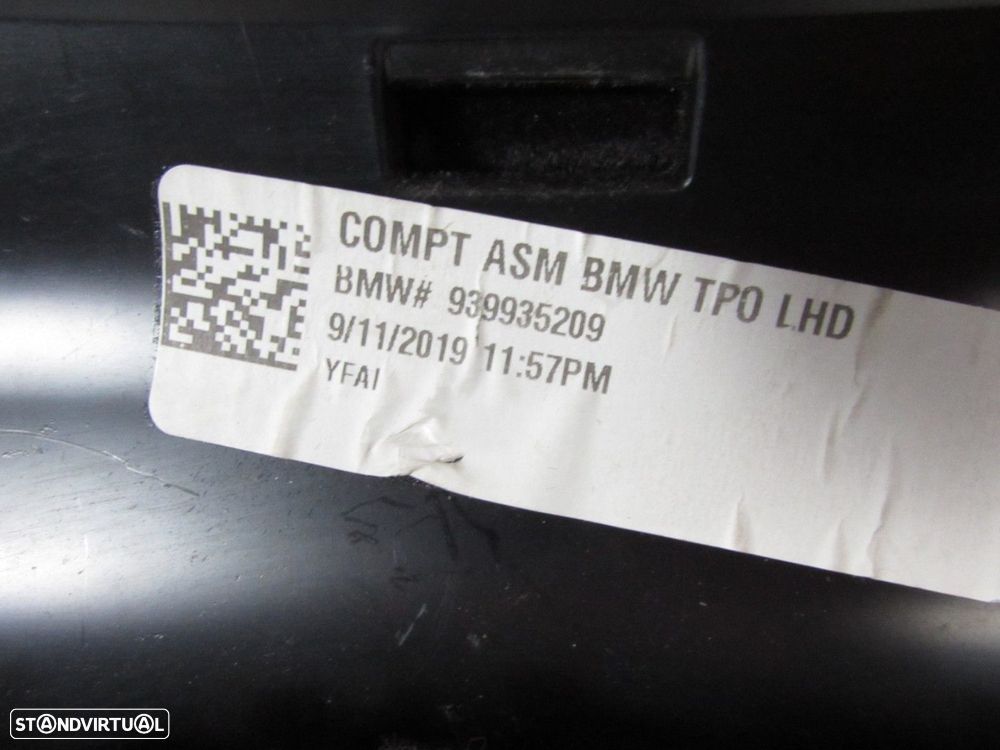 COMPT ASM BMW TPO LHD
BMW# 939935209
9/11/2019 11:57PM
YFAI
STANDVIRTUAL